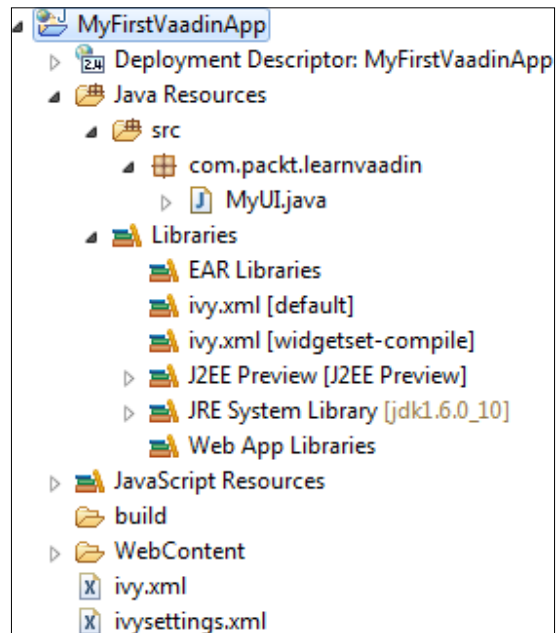 MyFirstVaadinApp
2.4 Deployment Descriptor: MyFirstVaadinApp
Java Resources
src
com.packt.learnvaadin
J MyUI.java
Libraries
EAR Libraries
ivy.xml [default]
ivy.xml [widgetset-compile]
J2EE Preview [J2EE Preview]
JRE System Library [jdk1.6.0_10]
Web App Libraries
JavaScript Resources
build
WebContent
X ivy.xml
X ivysettings.xml